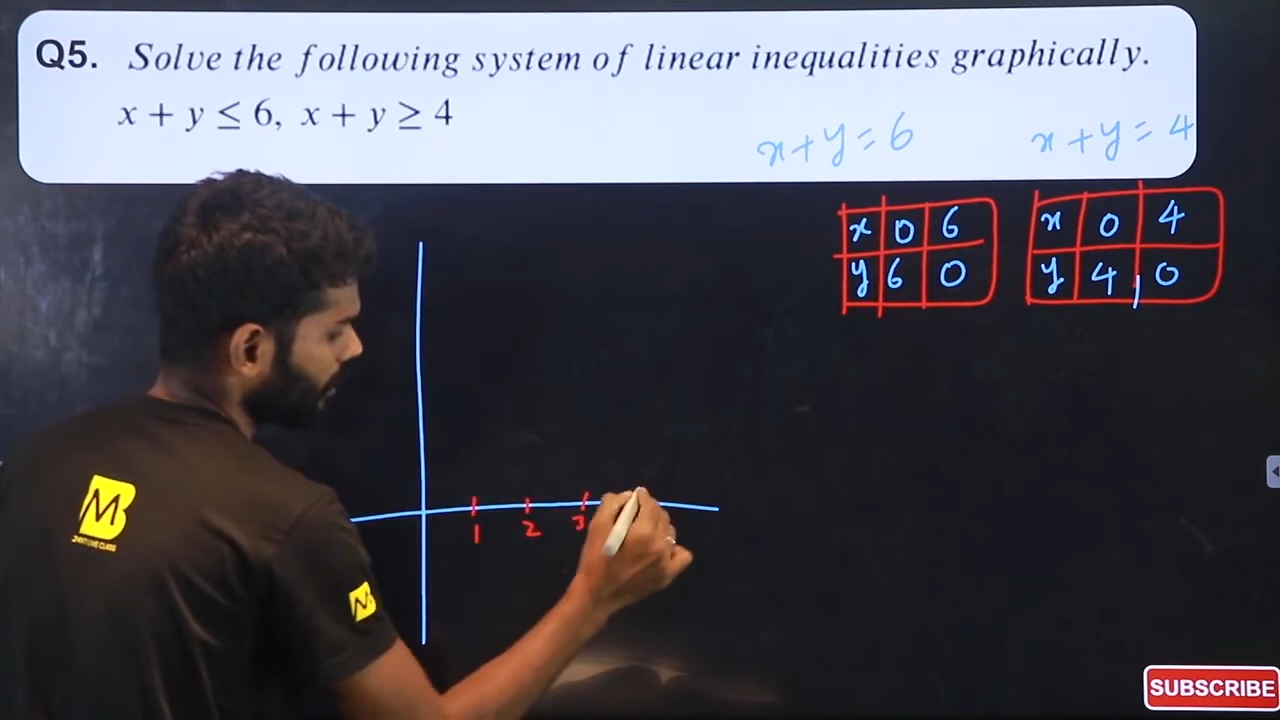 Q5. Solve the following system of linear inequalities graphically.
x + y ≤ 6, x + y ≥ 4
x+y=6
x+y=4
x 0 6
y 6 0
x 0 4
y 4, 0
1 2 3
MB
SUBSCRIBE